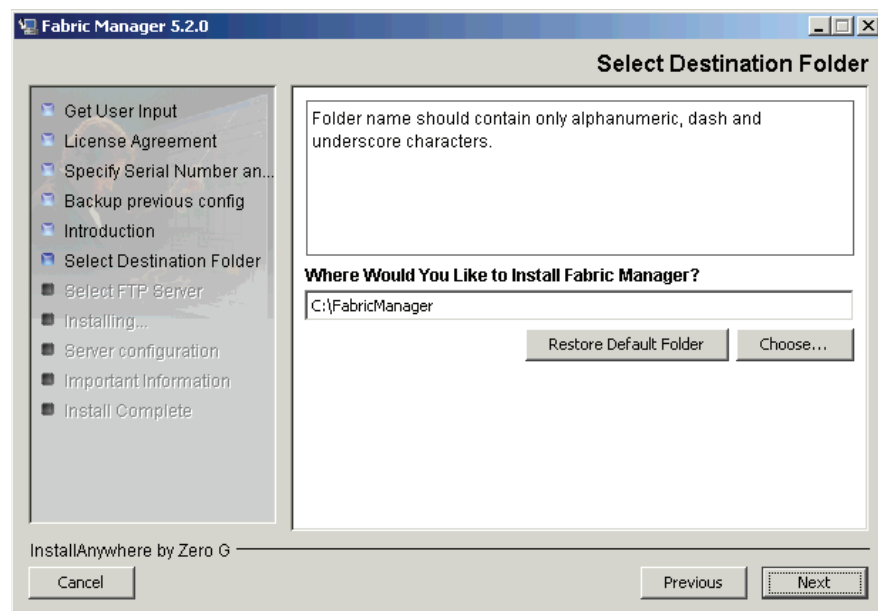 Fabric Manager 5.2.0
Select Destination Folder
Get User Input
License Agreement
Specify Serial Number an...
Backup previous config
Introduction
Select Destination Folder
Select FTP Server
Installing...
Server configuration
Important Information
Install Complete
Folder name should contain only alphanumeric, dash and
underscore characters.
Where Would You Like to Install Fabric Manager?
C:\FabricManager
Restore Default Folder
Choose...
InstallAnywhere by Zero G
Cancel
Previous
Next